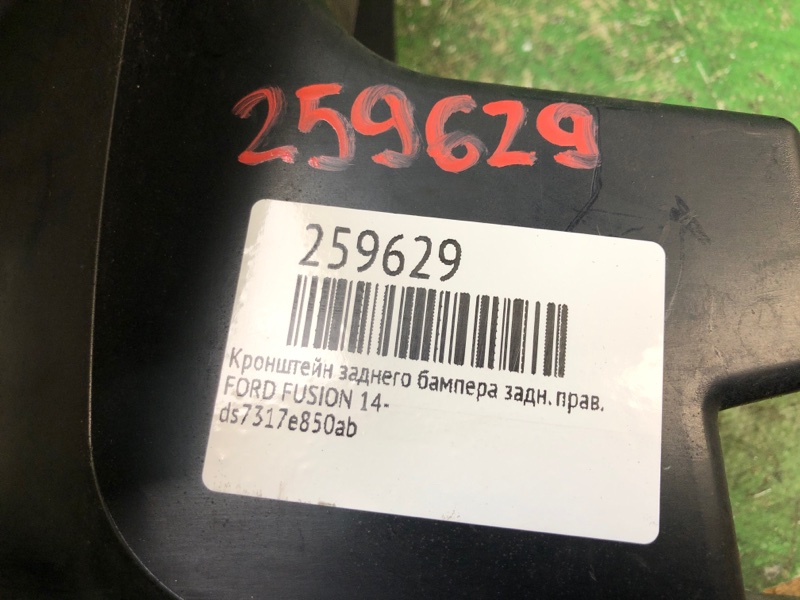 259629
259629
Кронштейн заднего бампера задн. прав.
FORD FUSION 14-
ds7317e850ab